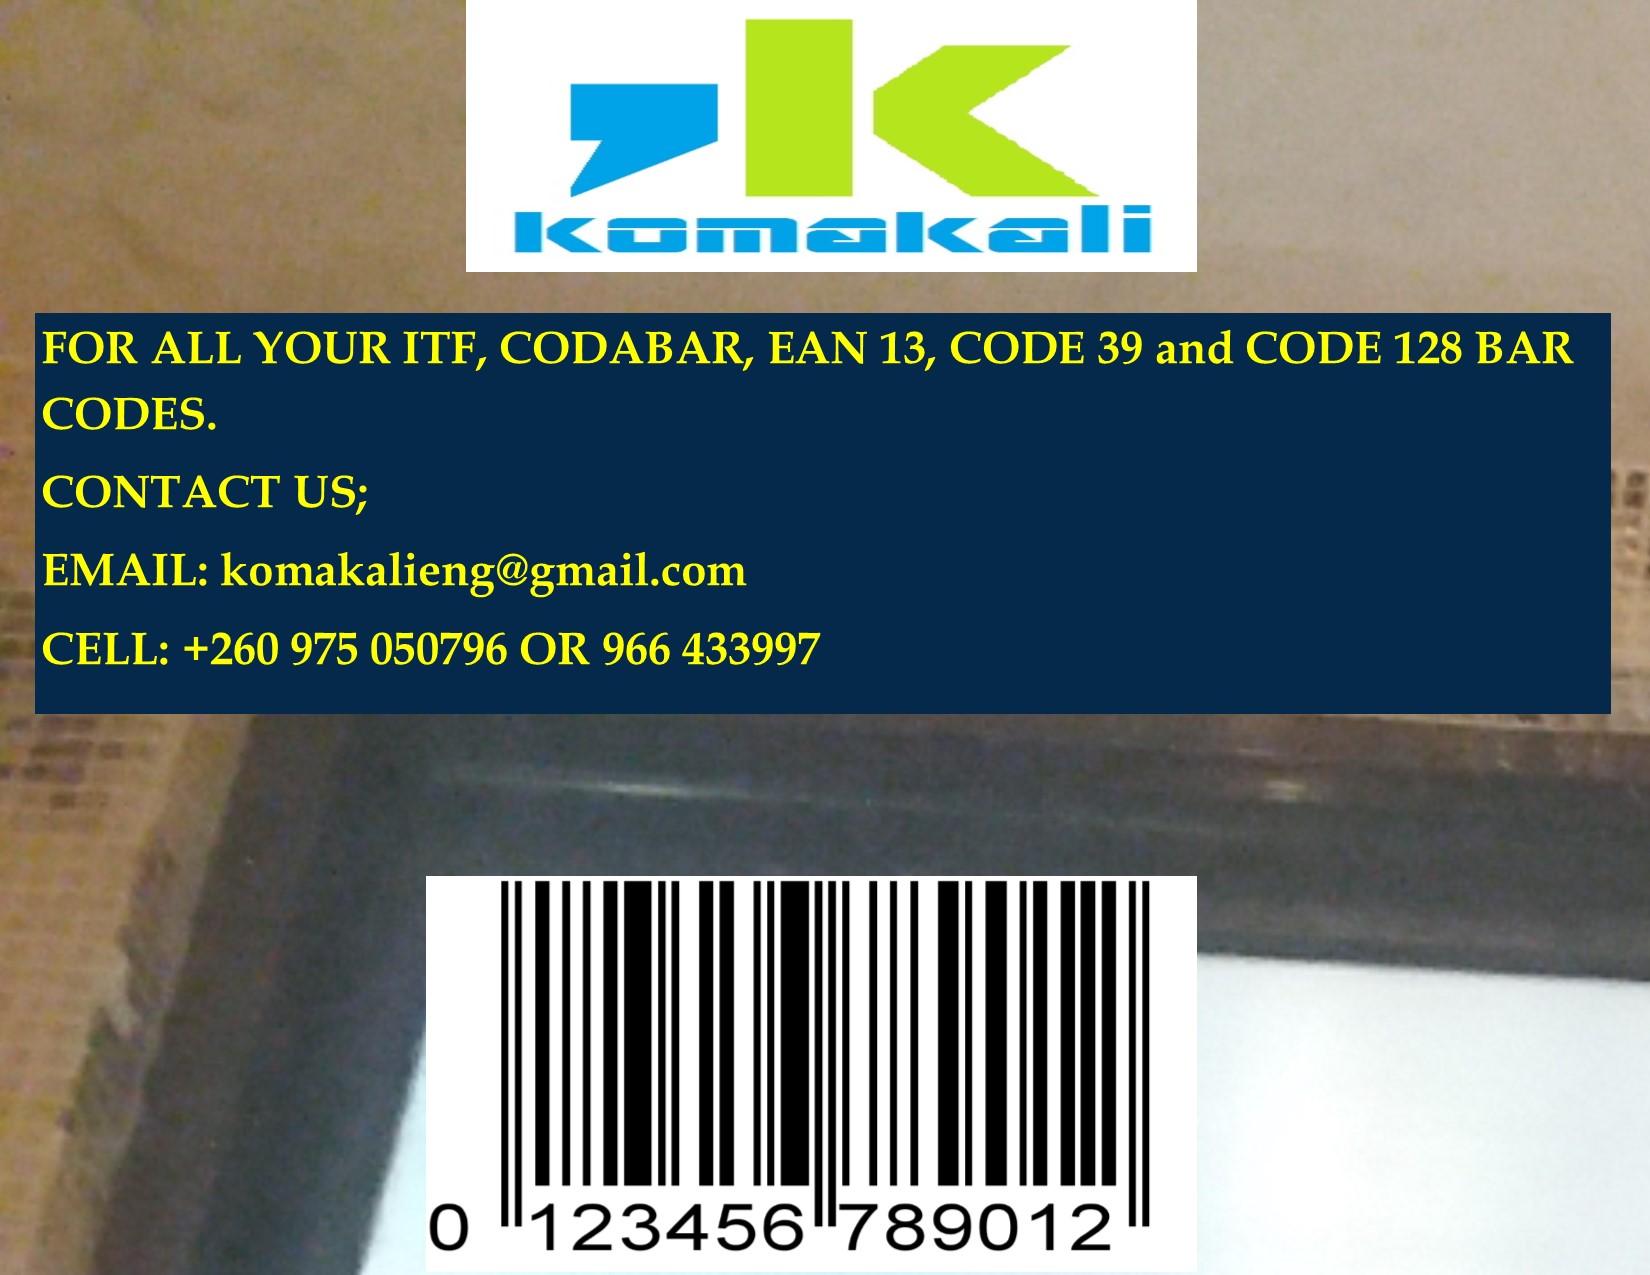 komakali
FOR ALL YOUR ITF, CODABAR, EAN 13, CODE 39 and CODE 128 BAR
CODES.
CONTACT US;
EMAIL: komakalieng@gmail.com
CELL: +260 975 050796 OR 966 433997
0 123456 789012